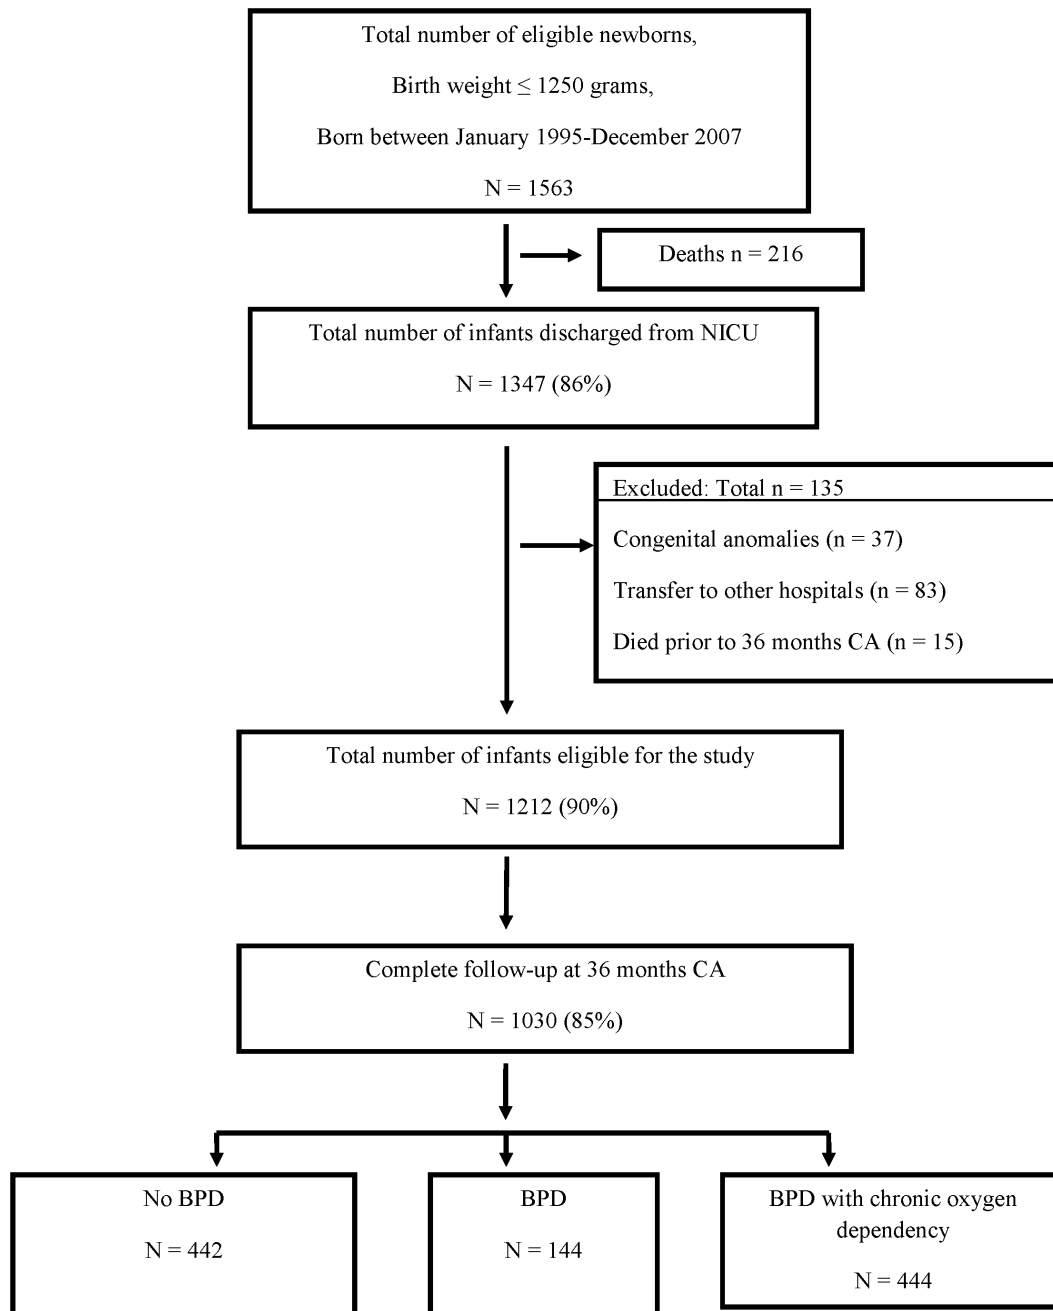 Total number of eligible newborns,
Birth weight ≤ 1250 grams,
Born between January 1995-December 2007
N = 1563
Deaths n = 216
Total number of infants discharged from NICU
N = 1347 (86%)
Excluded: Total n = 135
Congenital anomalies (n = 37)
Transfer to other hospitals (n = 83)
Died prior to 36 months CA (n = 15)
Total number of infants eligible for the study
N = 1212 (90%)
Complete follow-up at 36 months CA
N = 1030 (85%)
No BPD
N = 442
BPD
N = 144
BPD with chronic oxygen
dependency
N = 444